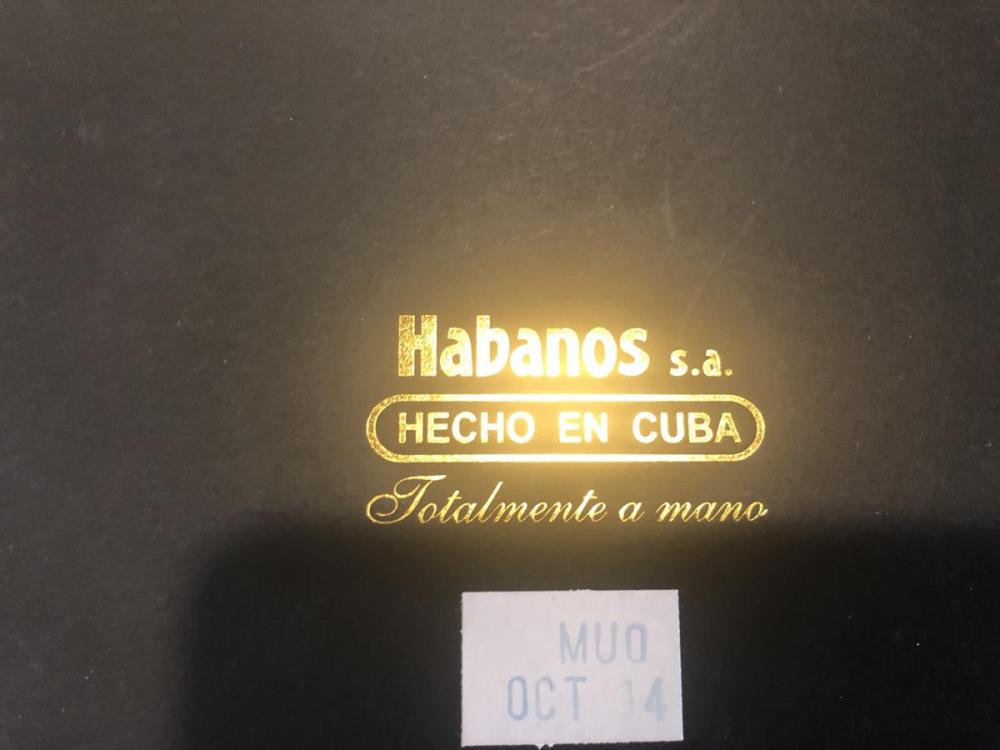 Habanos s.a.
HECHO EN CUBA
Totalmente a mano
MUO
OCT 14